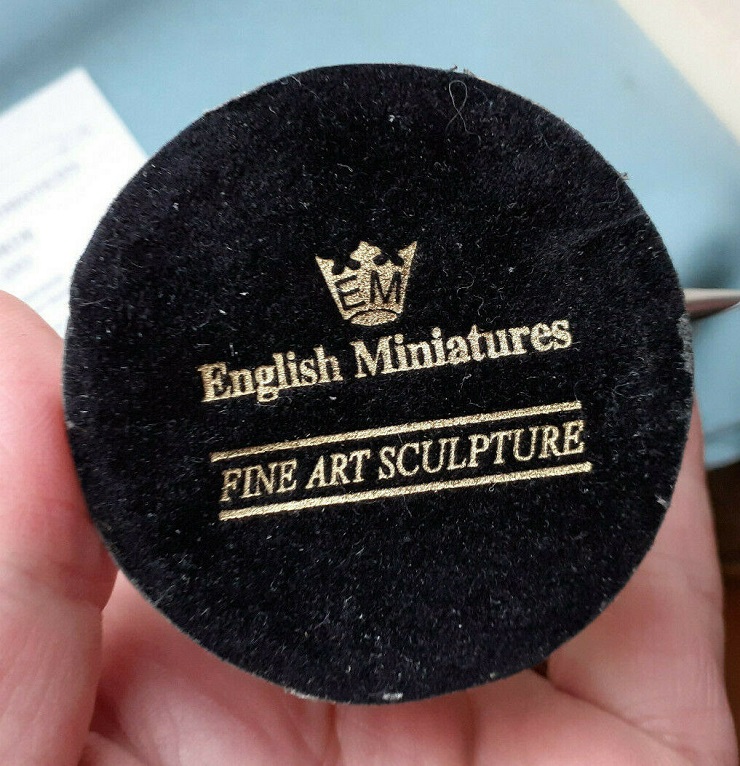 EM
English Miniatures
FINE ART SCULPTURE